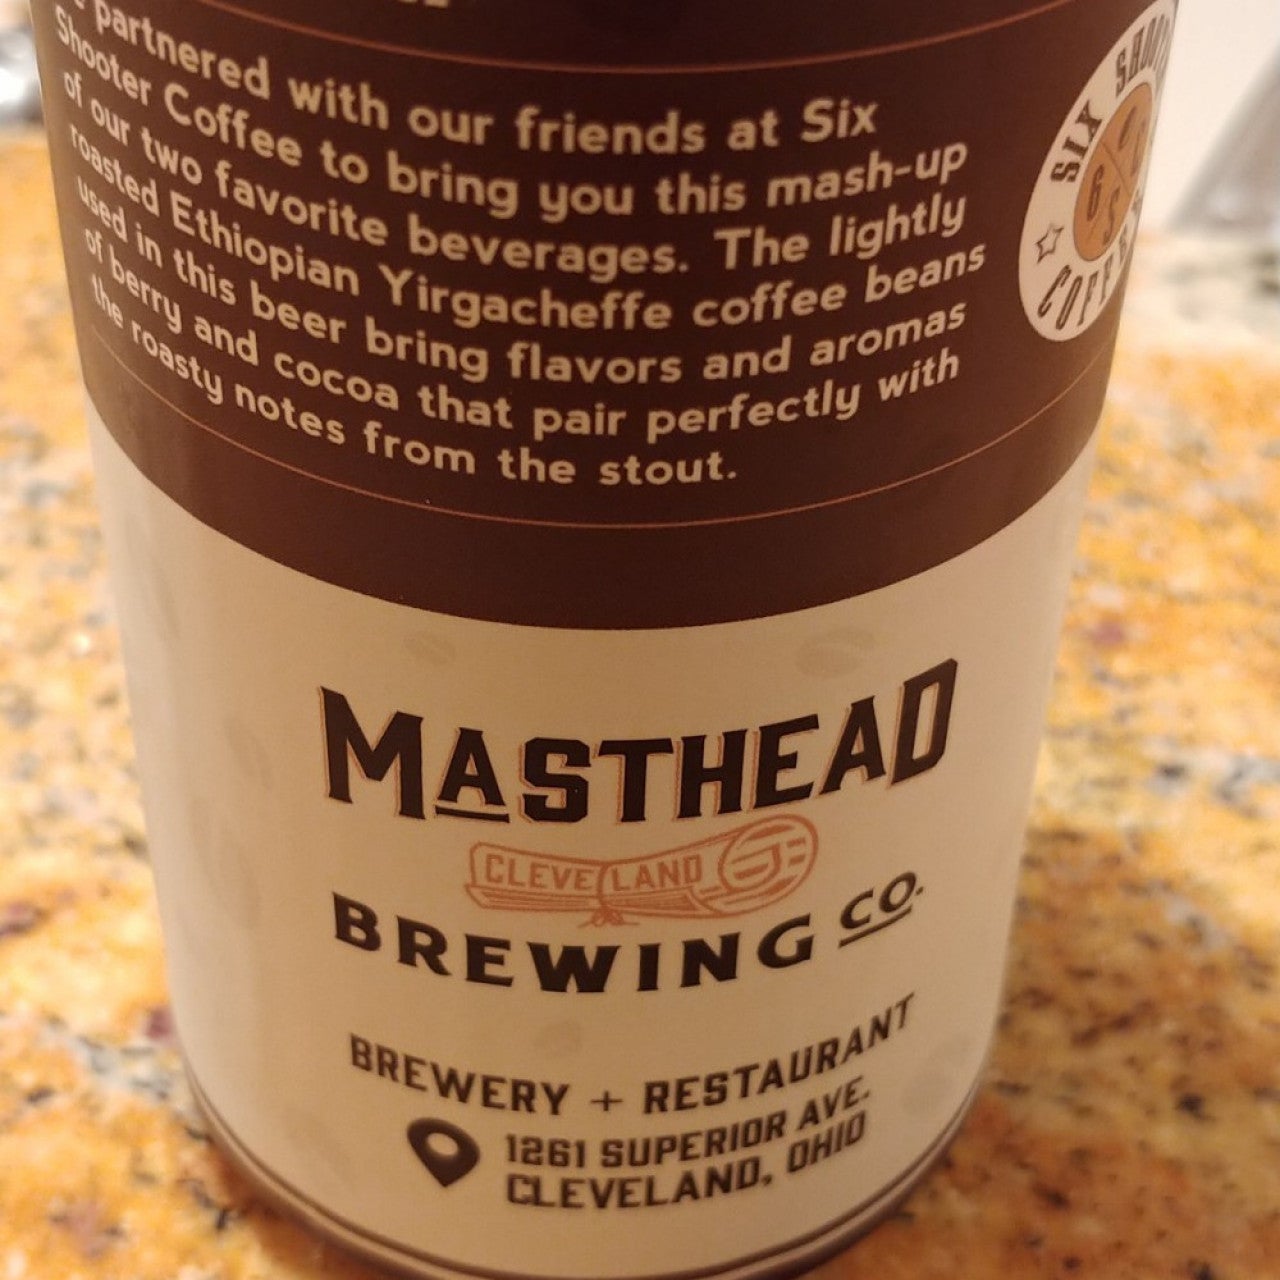 partnered with our friends at Six
Shooter Coffee to bring you this mash-up
of our two favorite beverages. The lightly
roasted Ethiopian Yirgacheffe coffee beans
used in this beer bring flavors and aromas
of berry and cocoa that pair perfectly with
the roasty notes from the stout.
SIX SHOOT
COFFEE
MASTHEAD
CLEVELAND
BREWING CO.
BREWERY + RESTAURANT
1261 SUPERIOR AVE.
CLEVELAND, OHIO